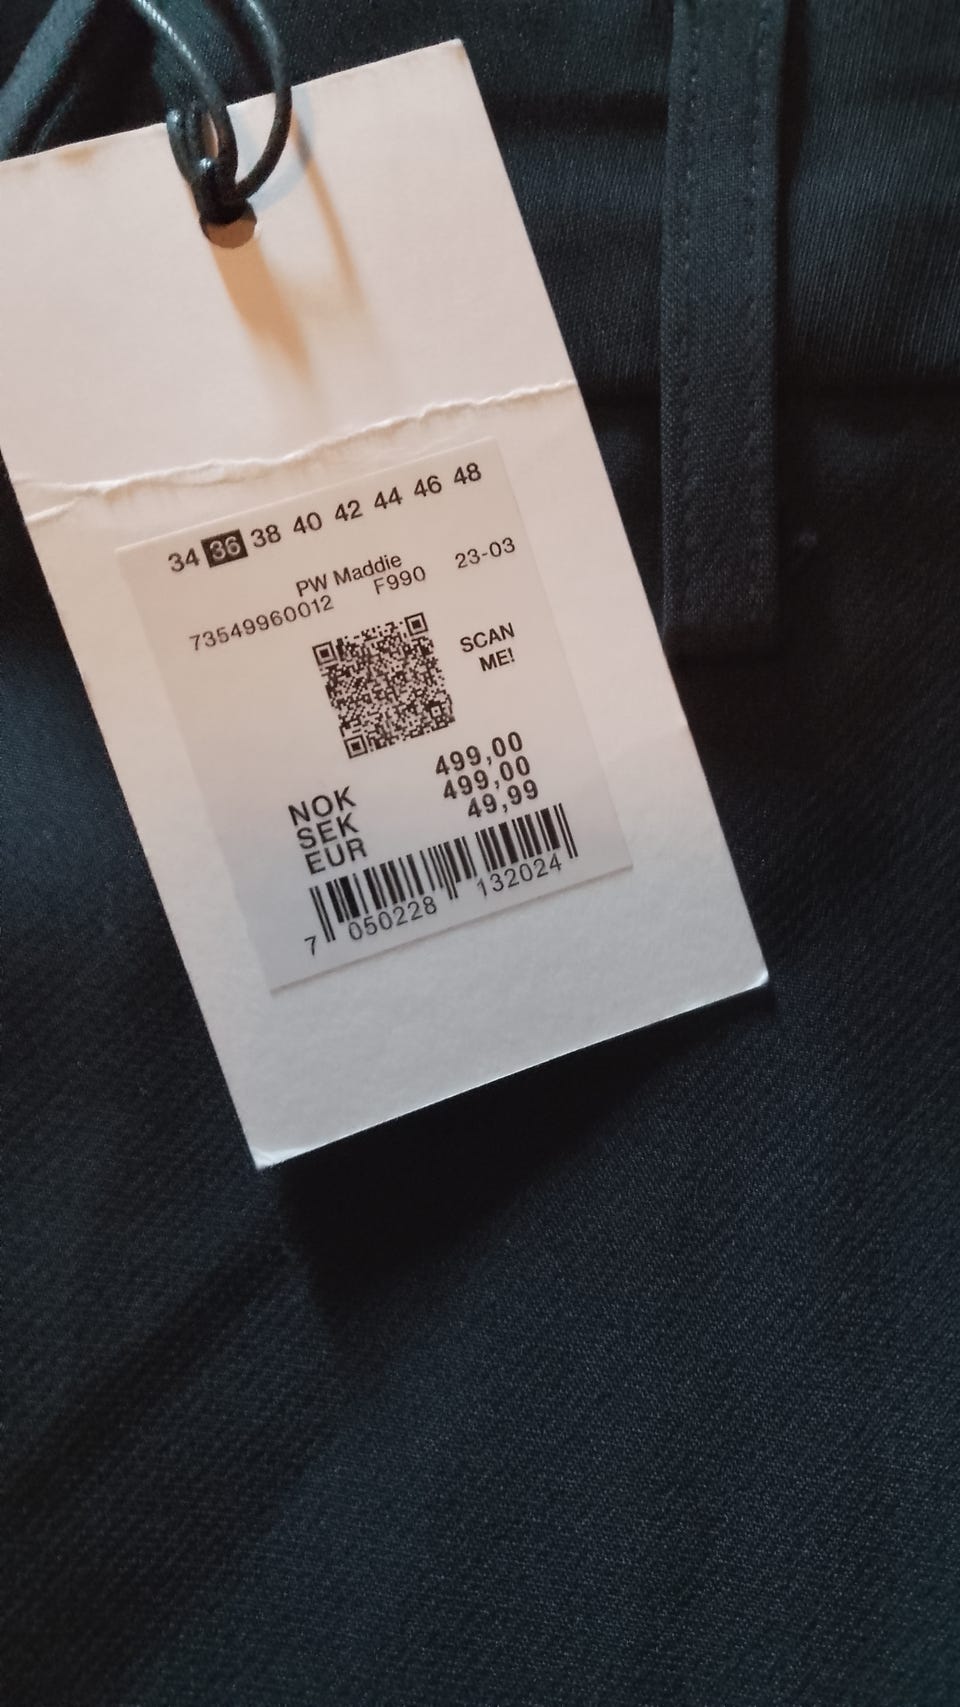 34 36 38 40 42 44 46 48
PW Maddie
73549960012 F990 23-03
SCAN
ME!
NOK 499,00
SEK 499,00
EUR 49,99
7 050228 132024